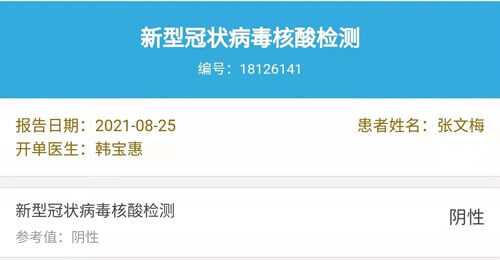 新型冠状病毒核酸检测
编号：18126141
报告日期：2021-08-25 患者姓名：张文梅
开单医生：韩宝惠
新型冠状病毒核酸检测 阴性
参考值：阴性